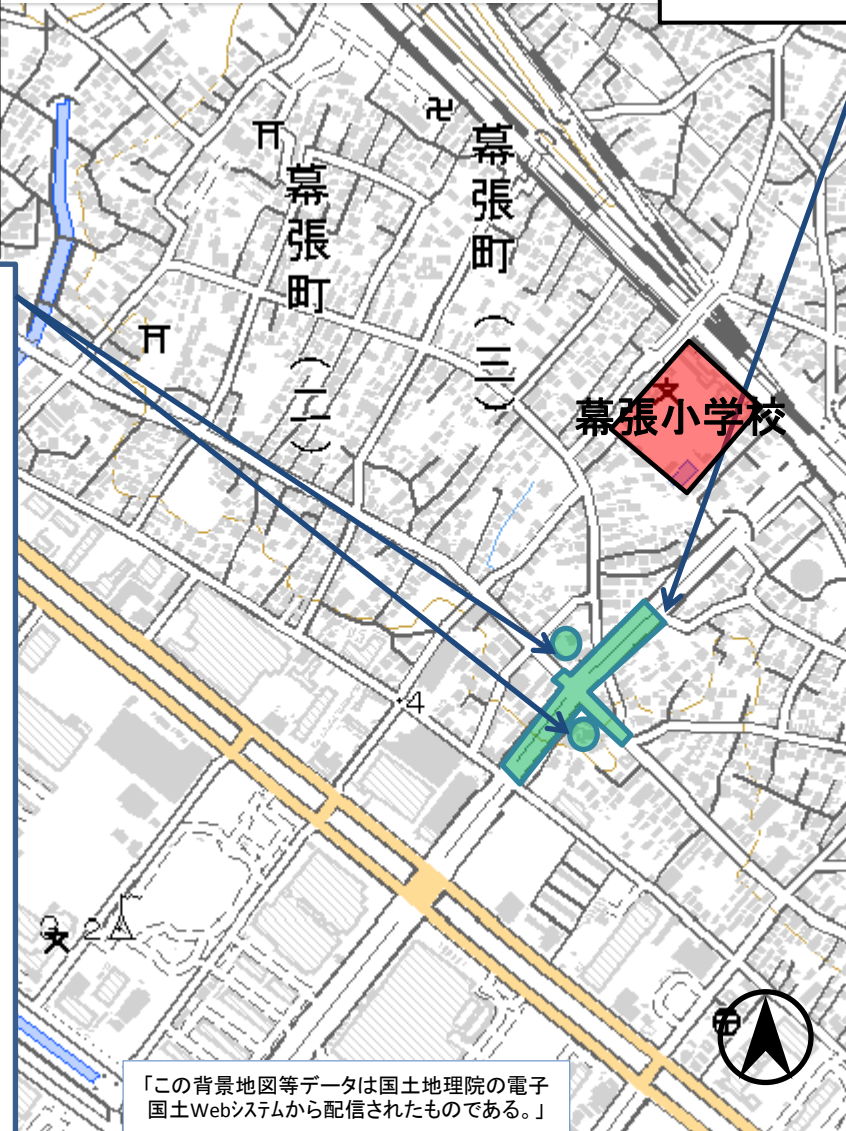 幕張町(二)
幕張町(三)
幕張小学校
4
2
「この背景地図等データは国土地理院の電子
国土Webシステムから配信されたものである。」